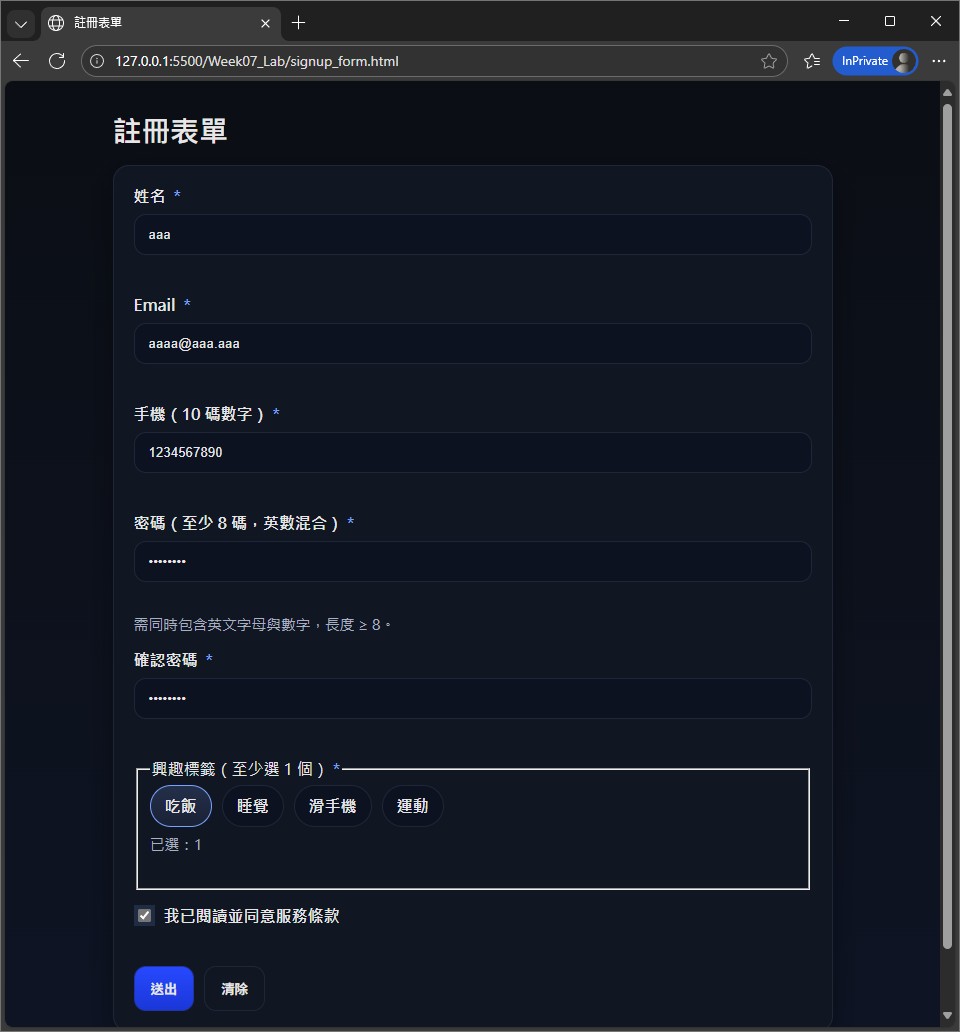 註冊表單
127.0.0.1:5500/Week07_Lab/signup_form.html
InPrivate
註冊表單
姓名 *
aaa
Email *
aaaa@aaa.aaa
手機 ( 10 碼數字 ) *
1234567890
密碼 ( 至少 8 碼，英數混合 ) *
••••••••
需同時包含英文字母與數字，長度 ≥ 8。
確認密碼 *
••••••••
興趣標籤 ( 至少選 1 個 ) *
吃飯 睡覺 滑手機 運動
已選：1
我已閱讀並同意服務條款
送出 清除